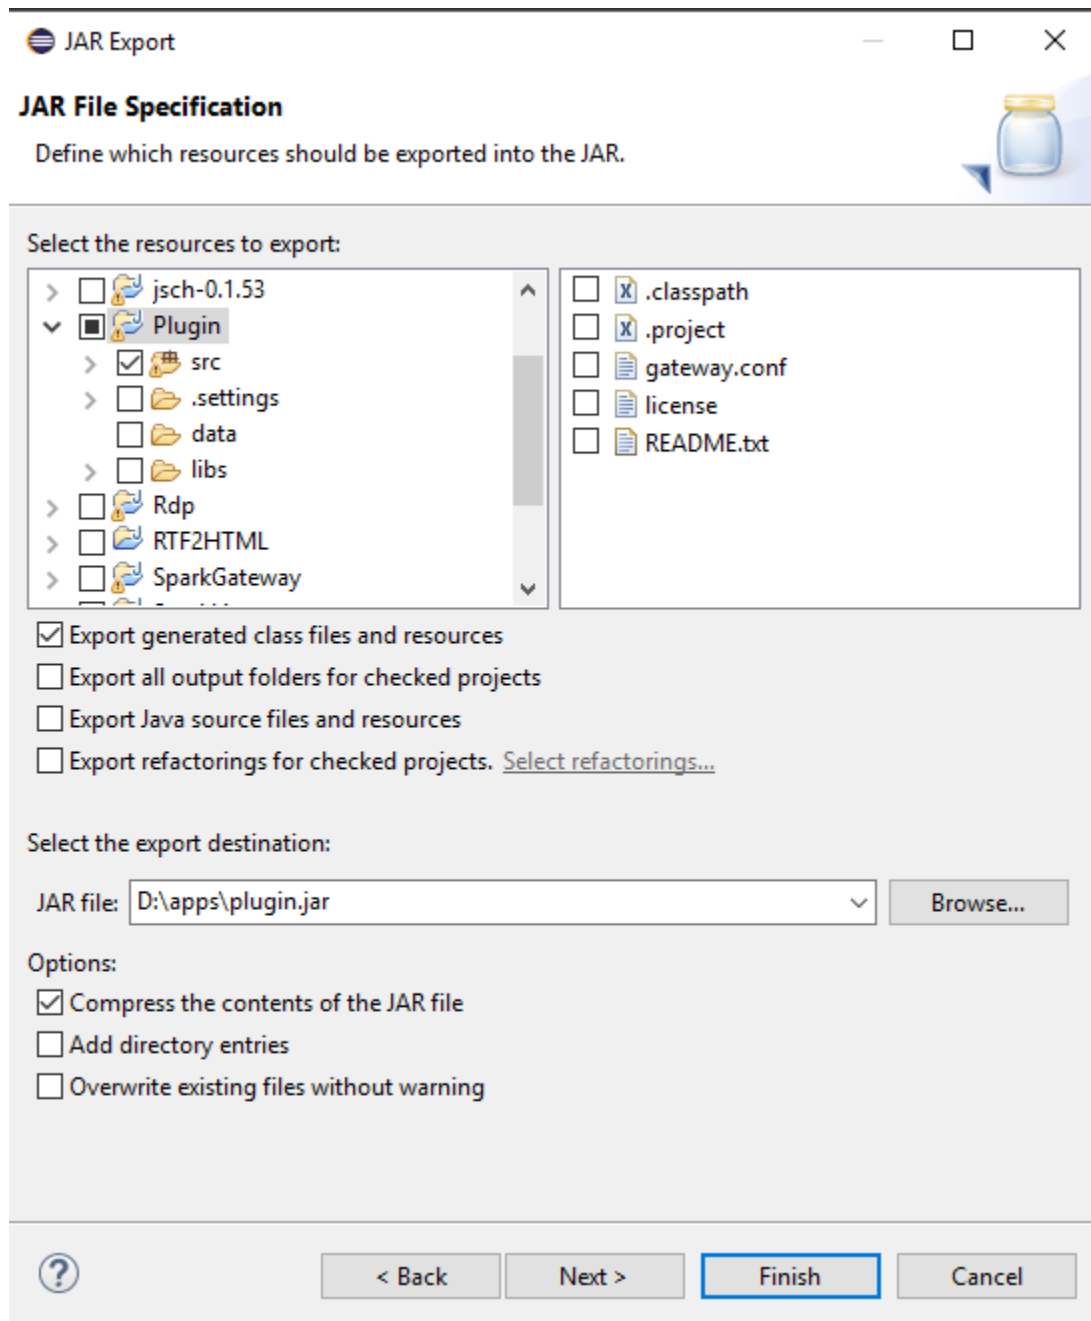 JAR Export
JAR File Specification
Define which resources should be exported into the JAR.
Select the resources to export:
jsch-0.1.53
Plugin
src
.settings
data
libs
Rdp
RTF2HTML
SparkGateway
.classpath
.project
gateway.conf
license
README.txt
Export generated class files and resources
Export all output folders for checked projects
Export Java source files and resources
Export refactorings for checked projects. Select refactorings...
Select the export destination:
JAR file: D:\apps\plugin.jar Browse...
Options:
Compress the contents of the JAR file
Add directory entries
Overwrite existing files without warning
< Back Next > Finish Cancel